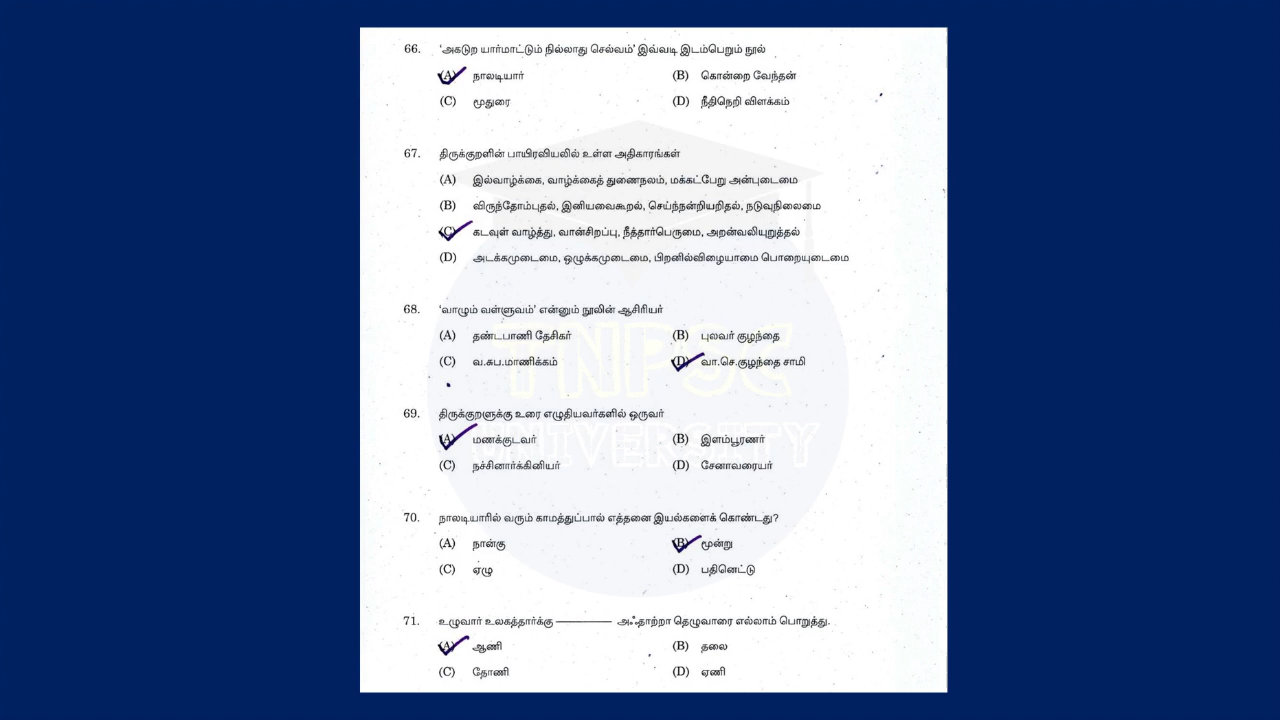 66. 'அகடுற யார்மாட்டும் நில்லாது செல்வம்' இவ்வடி இடம்பெறும் நூல்
(A) நாலடியார் (B) கொன்றை வேந்தன்
(C) மூதுரை (D) நீதிநெறி விளக்கம்
67. திருக்குறளின் பாயிரவியலில் உள்ள அதிகாரங்கள்
(A) இல்வாழ்க்கை, வாழ்க்கைத் துணைநலம், மக்கட்பேறு அன்புடைமை
(B) விருந்தோம்புதல், இனியவைகூறல், செய்ந்நன்றியறிதல், நடுவுநிலைமை
(C) கடவுள் வாழ்த்து, வான்சிறப்பு, நீத்தார்பெருமை, அறன்வலியுறுத்தல்
(D) அடக்கமுடைமை, ஒழுக்கமுடைமை, பிறனில்விழையாமை பொறையுடைமை
68. 'வாழும் வள்ளுவம்' என்னும் நூலின் ஆசிரியர்
(A) தண்டபாணி தேசிகர் (B) புலவர் குழந்தை
(C) வ.சுப.மாணிக்கம் (D) வா.செ.குழந்தை சாமி
TNPSC
69. திருக்குறளுக்கு உரை எழுதியவர்களில் ஒருவர்
(A) மணக்குடவர் (B) இளம்பூரணர்
UNIVERSITY
(C) நச்சினார்க்கினியர் (D) சேனாவரையர்
70. நாலடியாரில் வரும் காமத்துப்பால் எத்தனை இயல்களைக் கொண்டது?
(A) நான்கு (B) மூன்று
(C) ஏழு (D) பதினெட்டு
71. உழுவார் உலகத்தார்க்கு ———— அஃதாற்றா தெழுவாரை எல்லாம் பொறுத்து.
(A) ஆணி (B) தலை
(C) தோணி (D) ஏணி